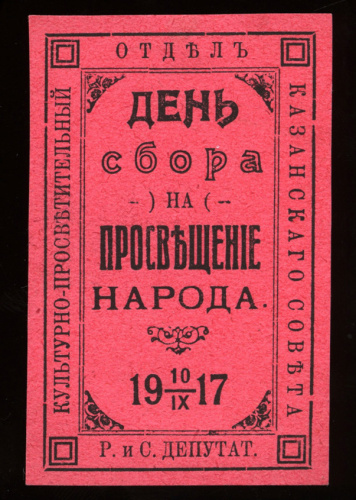 ОТДѢЛЪ
КУЛЬТУРНО-ПРОСВѢТИТЕЛЬНЫЙ
ДЕНЬ
сбора
-- ) НА ( --
ПРОСВѢЩЕНІЕ
НАРОДА.
19 10/IX 17
КАЗАНСКАГО СОВѢТА
Р. и С. ДЕПУТАТ.